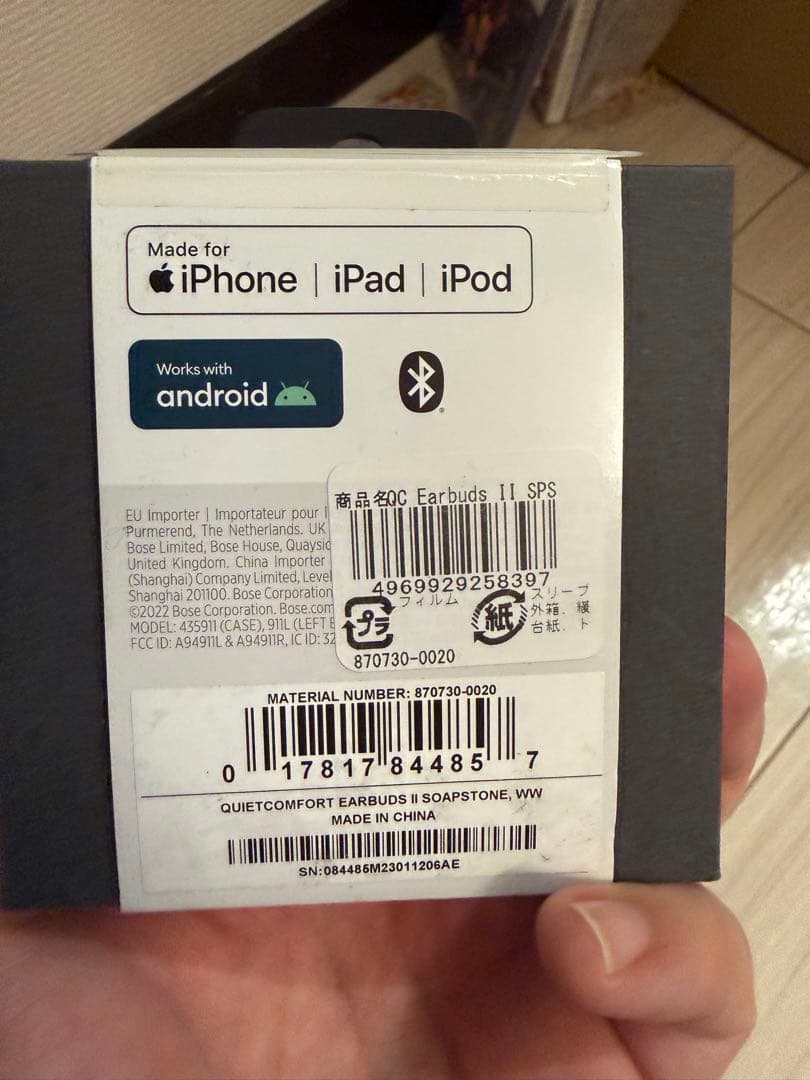 Made for
iPhone | iPad | iPod
Works with
android
商品名QC Earbuds II SPS
EU Importer | Importateur pour l
Purmerend, The Netherlands. UK
Bose Limited, Bose House, Quaysid
United Kingdom. China Importer
(Shanghai) Company Limited, Level
Shanghai 201100. Bose Corporation
©2022 Bose Corporation. Bose.com
MODEL: 435911 (CASE), 911L (LEFT E
FCC ID: A94911L & A94911R, IC ID: 32
4969929258397
フィルム
プラ
紙
スリーブ
外箱、緩
台紙、ト
870730-0020
MATERIAL NUMBER: 870730-0020
0 17817 84485 7
QUIETCOMFORT EARBUDS II SOAPSTONE, WW
MADE IN CHINA
SN:084485M23011206AE